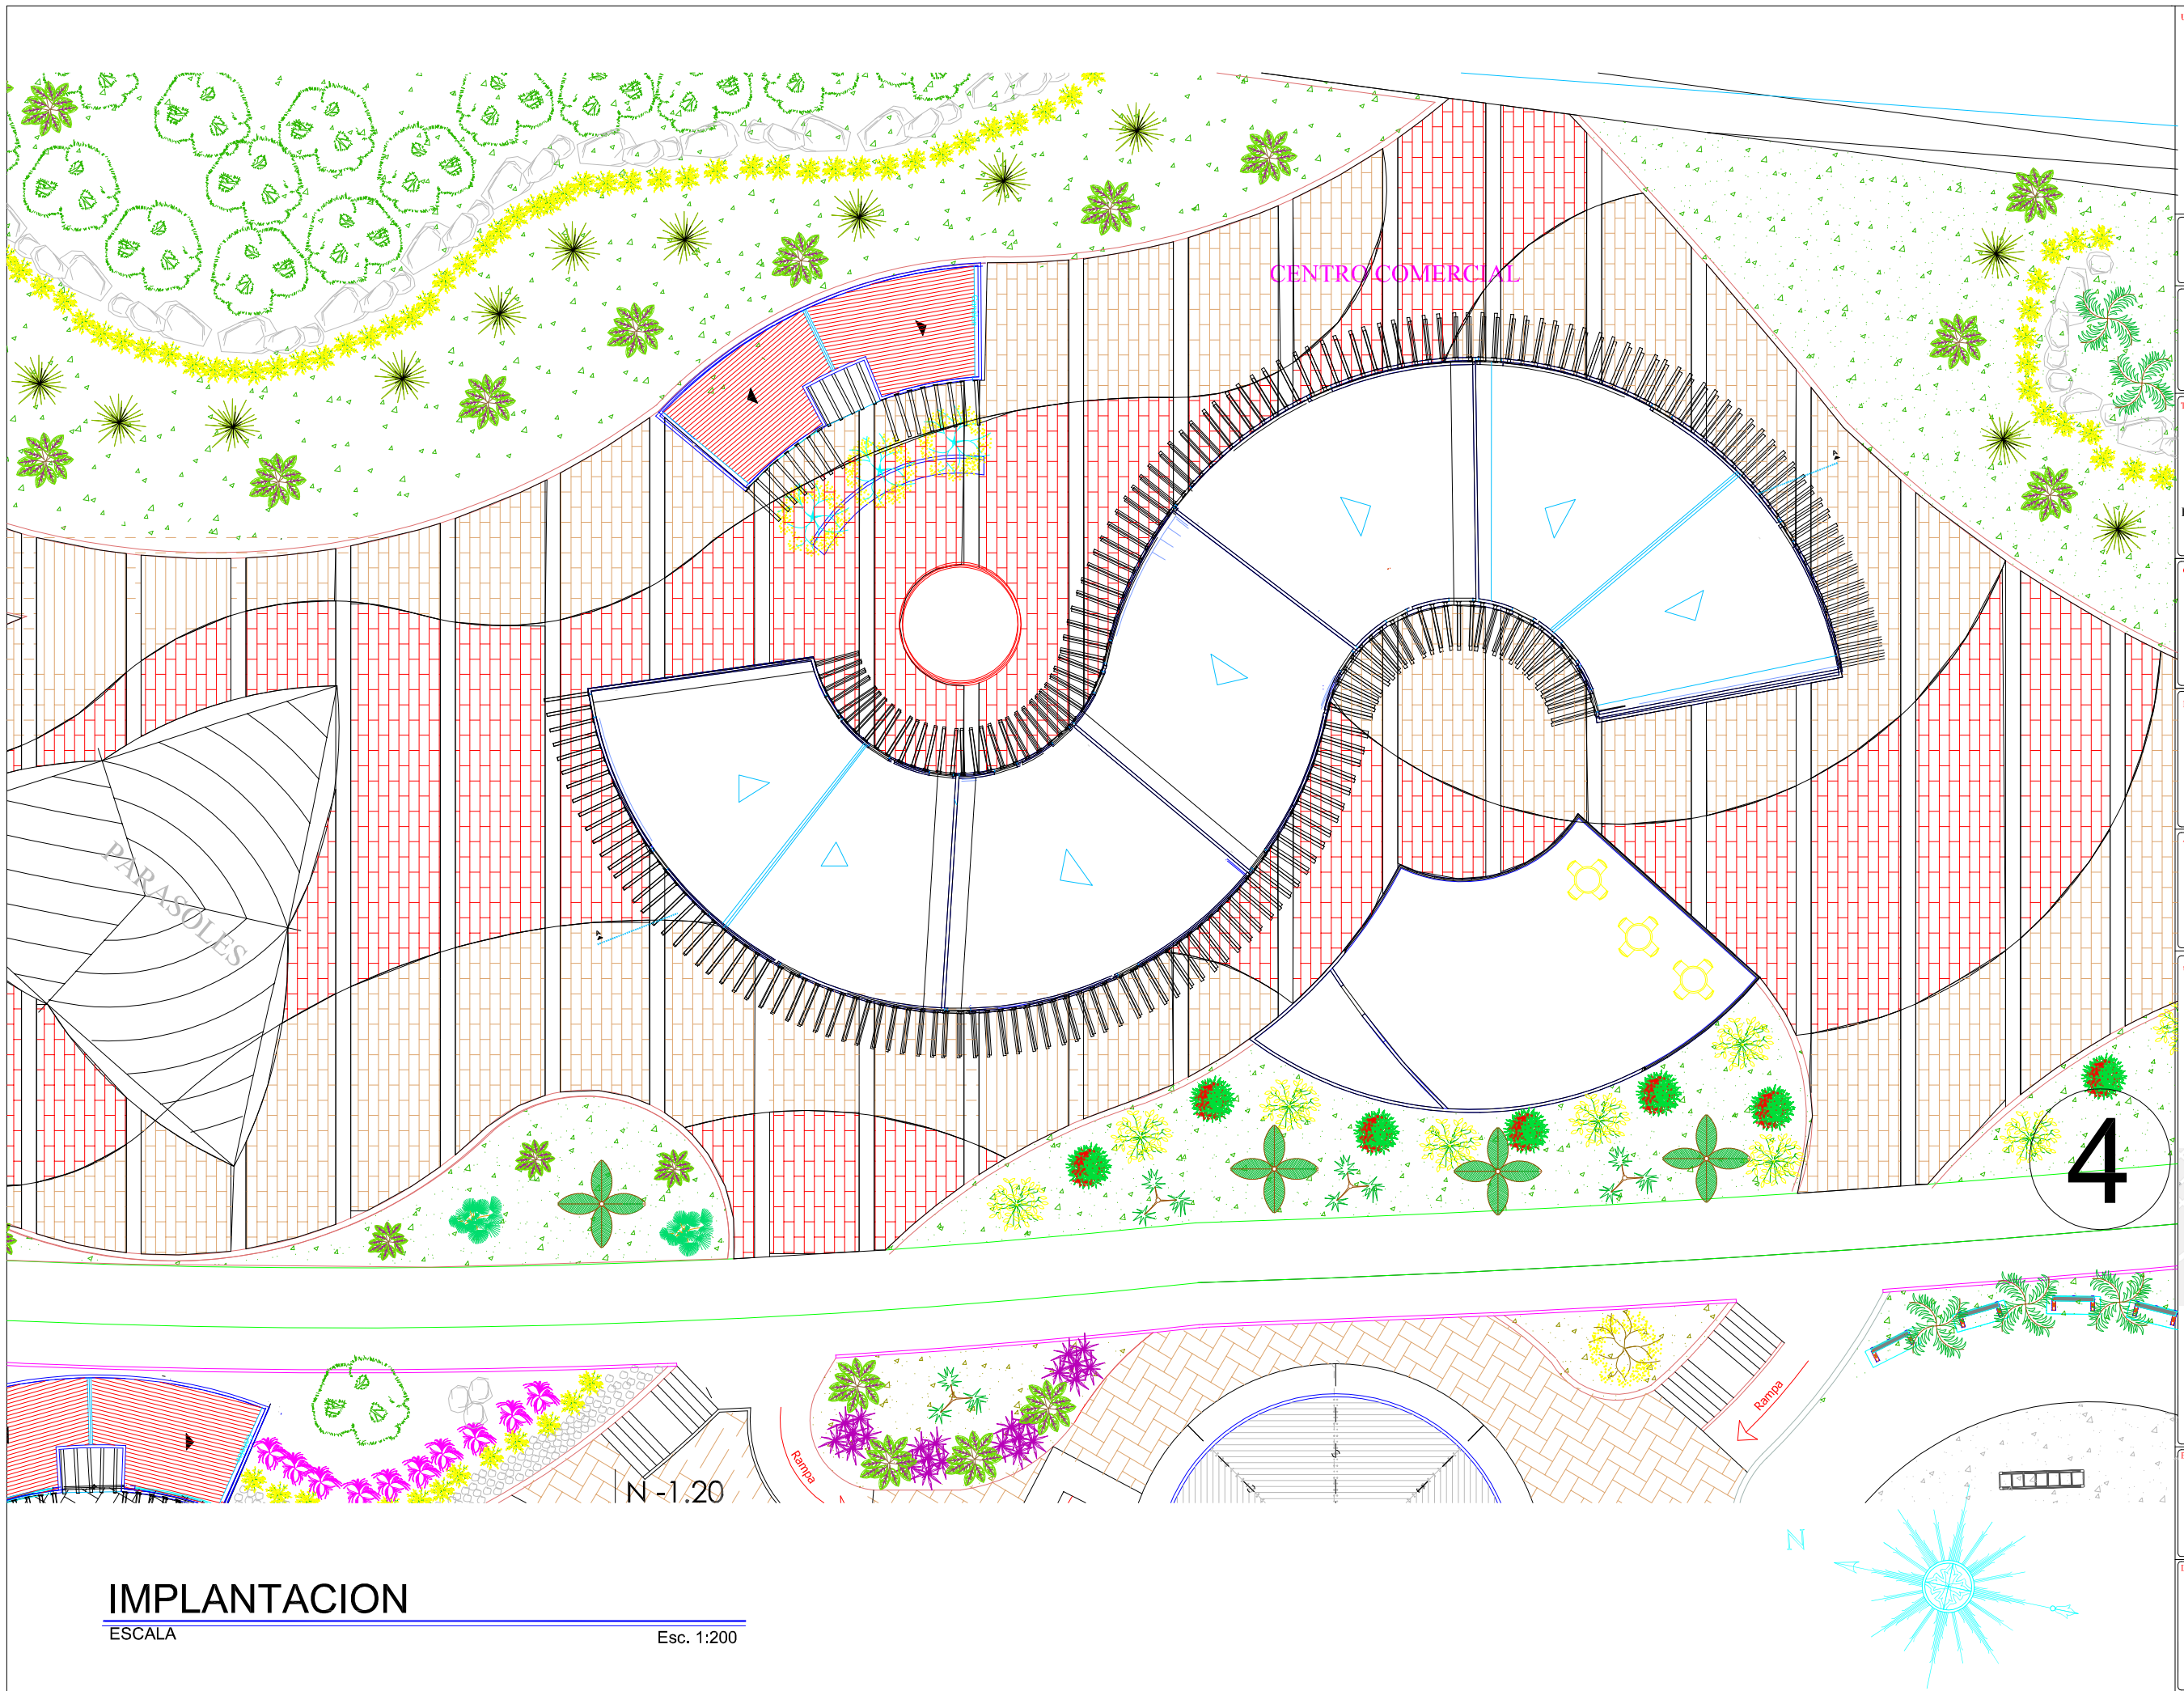 CENTRO COMERCIAL
PARASOLES
4
Rampa
Rampa
N -1.20
N
IMPLANTACION
ESCALA Esc. 1:200